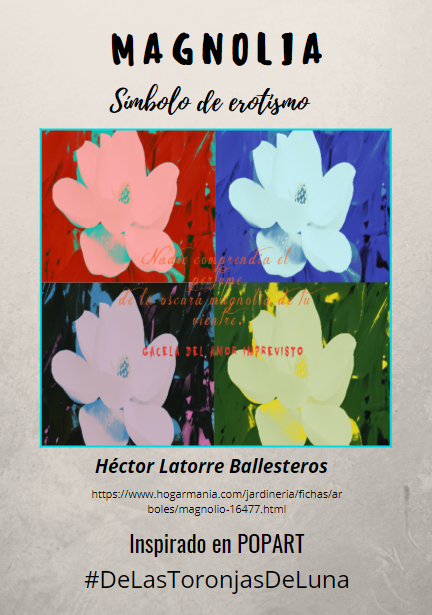 MAGNOLIA
Símbolo de erotismo
Nadie comprendía el
perfume
de la oscura magnolia de tu
vientre.
GACELA DEL AMOR IMPREVISTO
Héctor Latorre Ballesteros
https://www.hogarmania.com/jardineria/fichas/ar
boles/magnolio-16477.html
Inspirado en POPART
#DeLasToronjasDeLuna